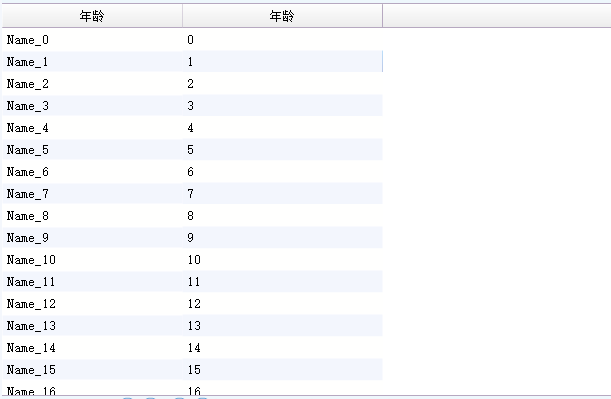 年龄 年龄
Name_0 0
Name_1 1
Name_2 2
Name_3 3
Name_4 4
Name_5 5
Name_6 6
Name_7 7
Name_8 8
Name_9 9
Name_10 10
Name_11 11
Name_12 12
Name_13 13
Name_14 14
Name_15 15
Name_16 16